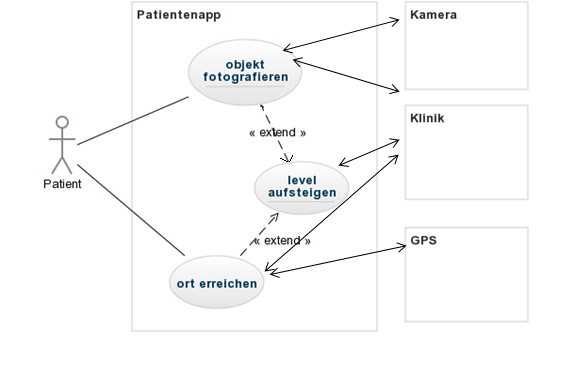 Patientenapp
Kamera
objekt
fotografieren
Klinik
« extend »
Patient
level
aufsteigen
« extend »
GPS
ort erreichen